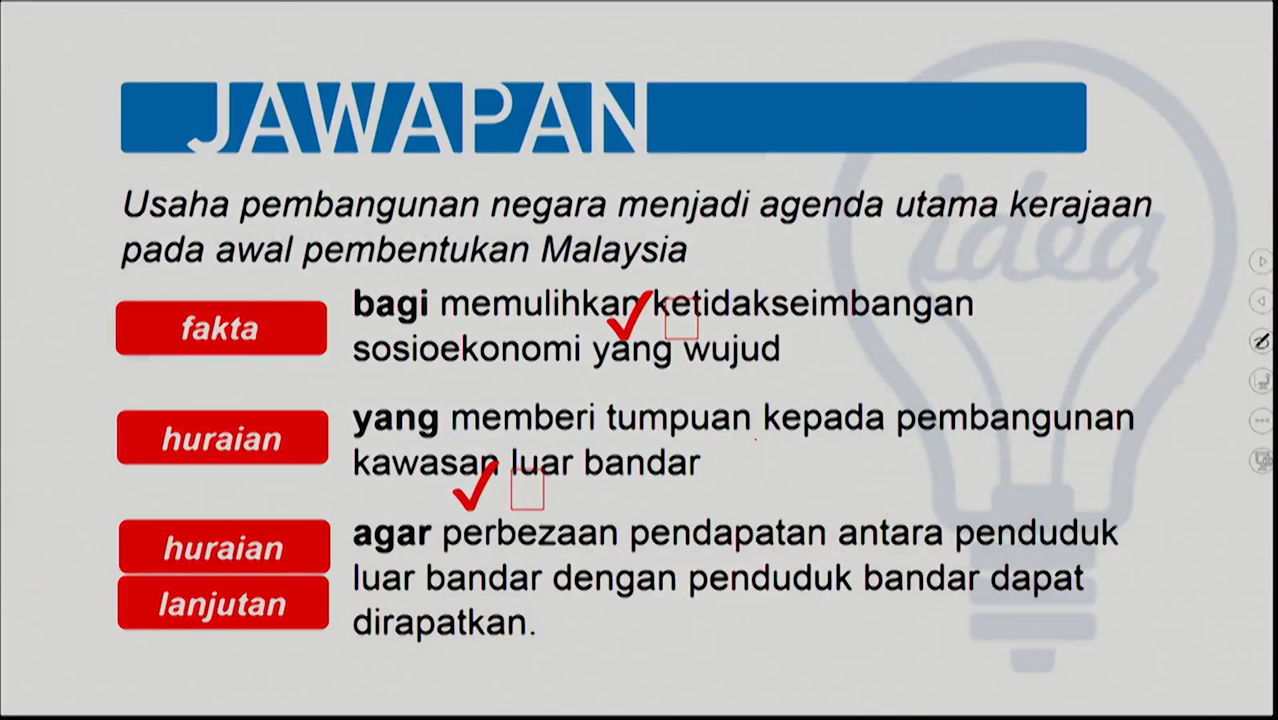 JAWAPAN
Usaha pembangunan negara menjadi agenda utama kerajaan
pada awal pembentukan Malaysia
fakta
bagi memulihkan ketidakseimbangan
sosioekonomi yang wujud
huraian
yang memberi tumpuan kepada pembangunan
kawasan luar bandar
huraian
lanjutan
agar perbezaan pendapatan antara penduduk
luar bandar dengan penduduk bandar dapat
dirapatkan.
idea